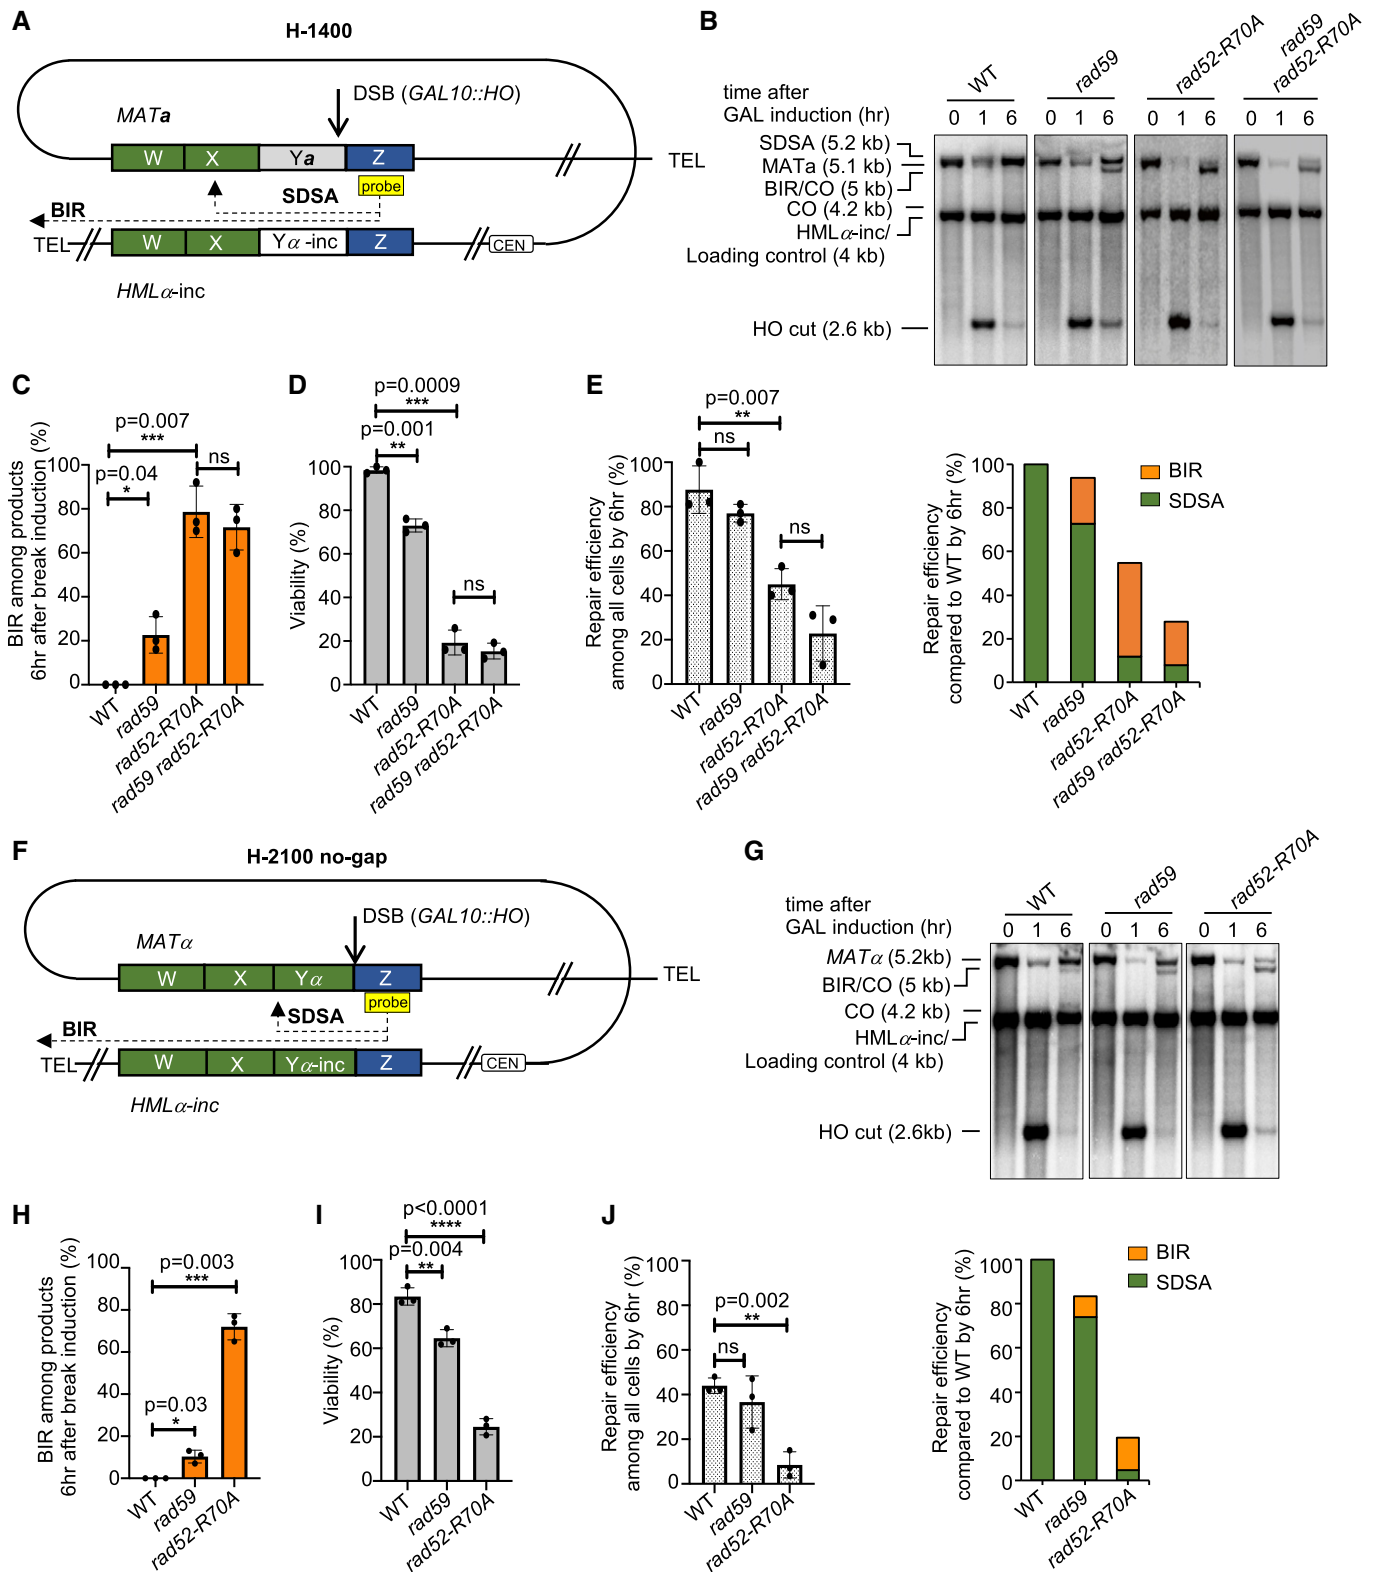 A
H-1400
DSB (GAL10::HO)
MATa
W X Ya Z
TEL
probe
SDSA
BIR
TEL
W X Yα -inc Z
CEN
HMLα-inc
B
WT rad59 rad52-R70A rad59 rad52-R70A
time after
GAL induction (hr)
0 1 6 0 1 6 0 1 6 0 1 6
SDSA (5.2 kb)
MATa (5.1 kb)
BIR/CO (5 kb)
CO (4.2 kb)
HMLα-inc/
Loading control (4 kb)
HO cut (2.6 kb)
C
BIR among products
6hr after break induction (%)
p=0.007
***
p=0.04
*
ns
100
80
60
40
20
0
WT
rad59
rad52-R70A
rad59 rad52-R70A
D
Viability (%)
p=0.0009
***
p=0.001
**
ns
100
80
60
40
20
0
WT
rad59
rad52-R70A
rad59 rad52-R70A
E
Repair efficiency
among all cells by 6hr (%)
p=0.007
**
ns
ns
100
80
60
40
20
0
WT
rad59
rad52-R70A
rad59 rad52-R70A
Repair efficiency
compared to WT by 6hr (%)
100
80
60
40
20
0
BIR
SDSA
WT
rad59
rad52-R70A
rad59 rad52-R70A
F
H-2100 no-gap
DSB (GAL10::HO)
MATα
W X Yα Z
TEL
probe
SDSA
BIR
TEL
W X Yα-inc Z
CEN
HMLα-inc
G
WT rad59 rad52-R70A
time after
GAL induction (hr)
0 1 6 0 1 6 0 1 6
MATα (5.2kb)
BIR/CO (5 kb)
CO (4.2 kb)
HMLα-inc/
Loading control (4 kb)
HO cut (2.6kb)
H
BIR among products
6hr after break induction (%)
p=0.003
***
p=0.03
*
100
80
60
40
20
0
WT
rad59
rad52-R70A
I
Viability (%)
p<0.0001
****
p=0.004
**
100
80
60
40
20
0
WT
rad59
rad52-R70A
J
Repair efficiency
among all cells by 6hr (%)
p=0.002
**
ns
100
80
60
40
20
0
WT
rad59
rad52-R70A
Repair efficiency
compared to WT by 6hr (%)
100
80
60
40
20
0
BIR
SDSA
WT
rad59
rad52-R70A